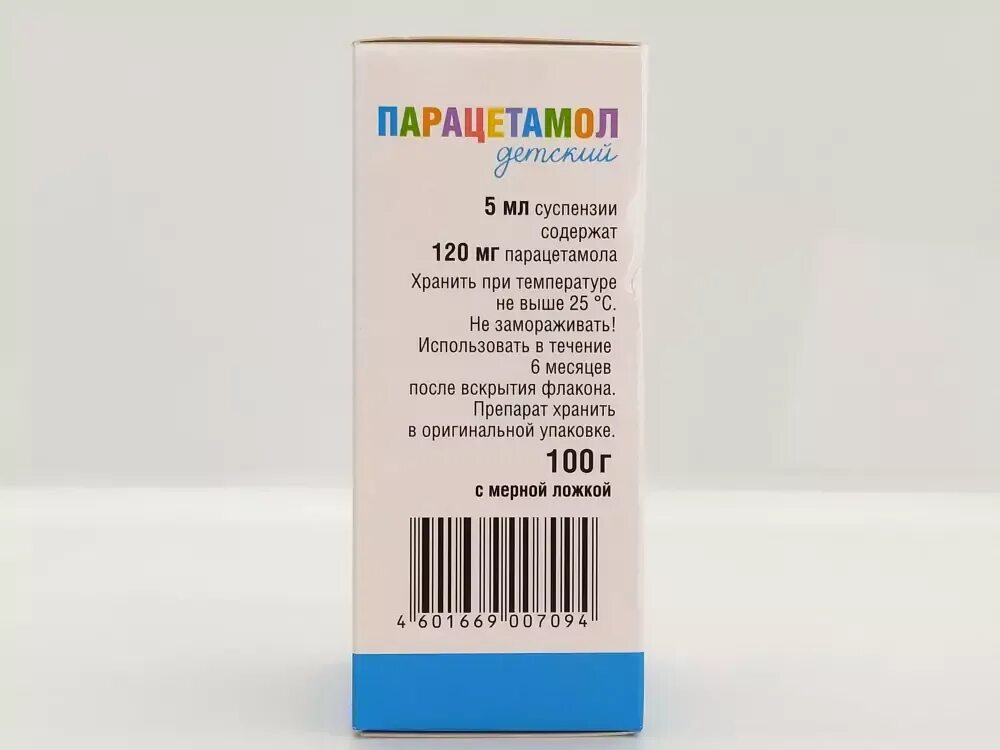 ПАРАЦЕТАМОЛ
детский
5 мл суспензии
содержат
120 мг парацетамола
Хранить при температуре
не выше 25 °С.
Не замораживать!
Использовать в течение
6 месяцев
после вскрытия флакона.
Препарат хранить
в оригинальной упаковке.
100 г
с мерной ложкой
4 601669 007094